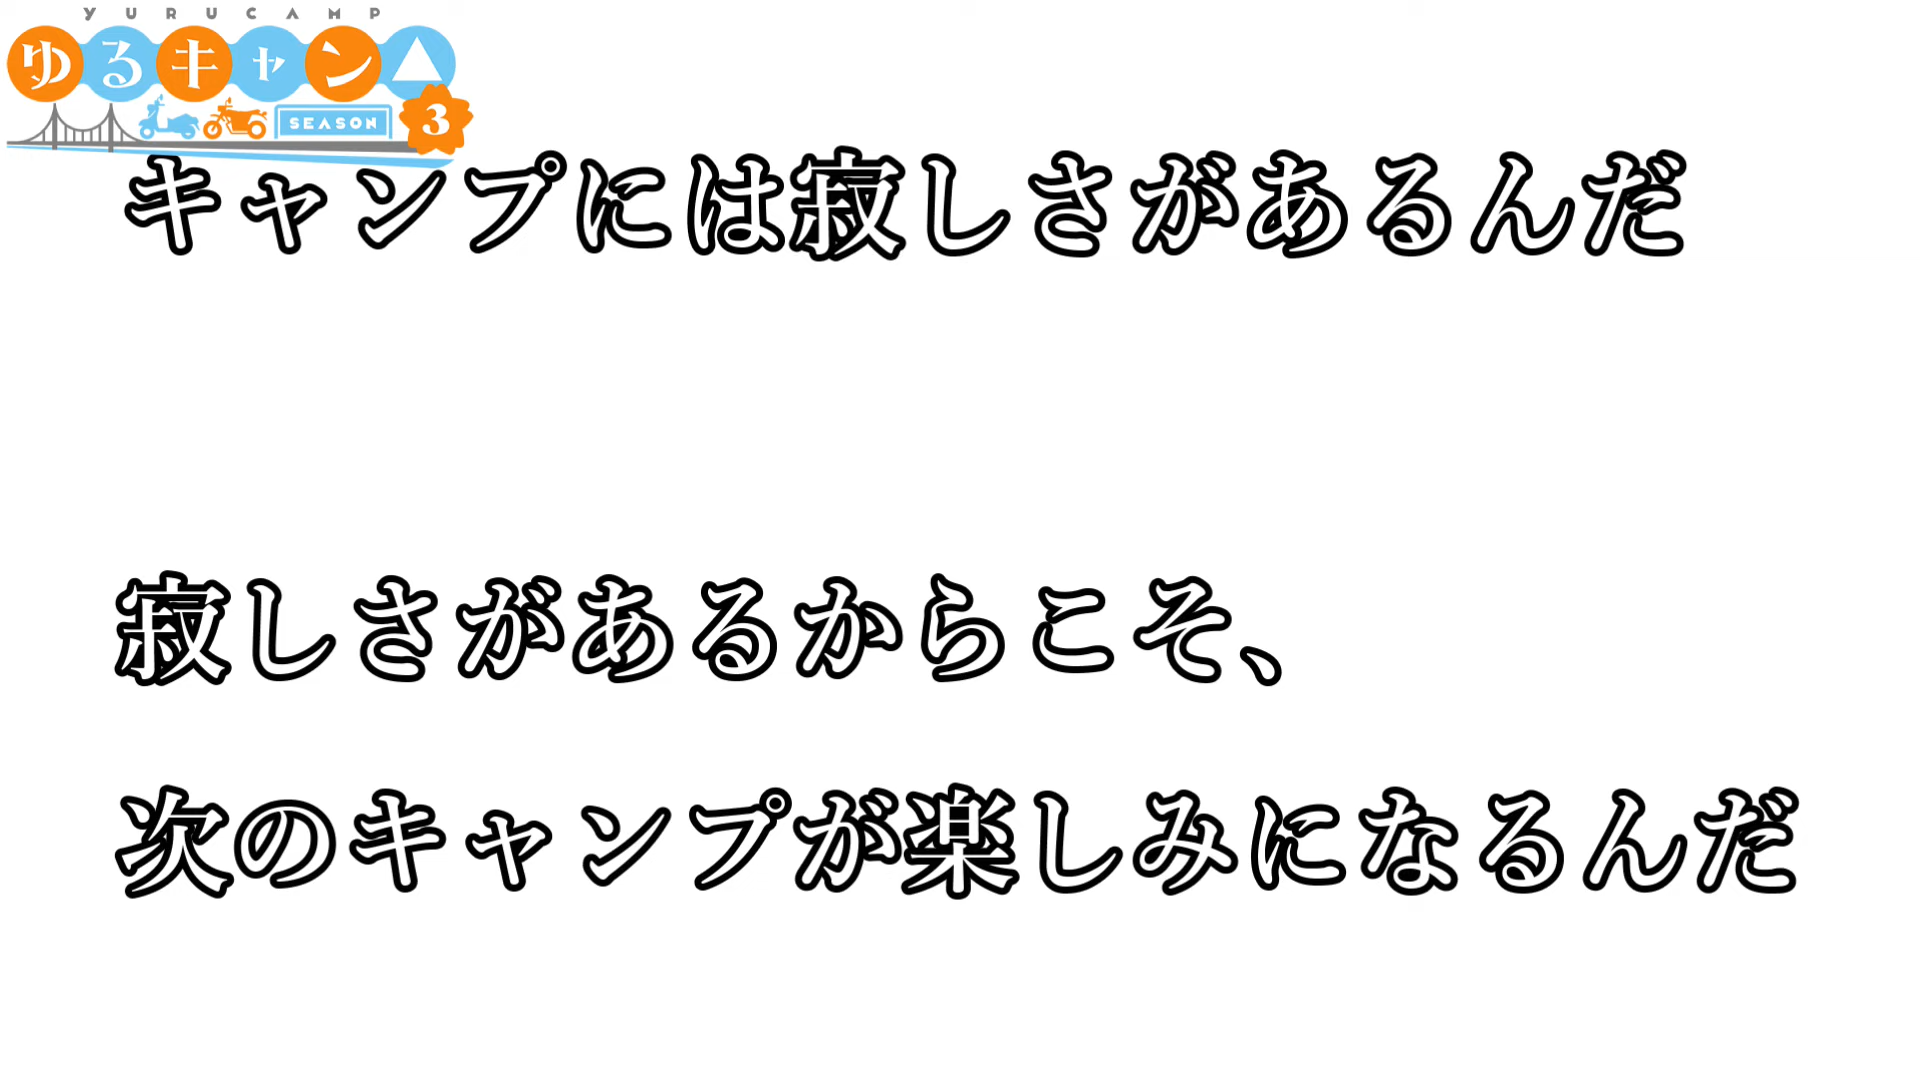 YURUCAMP
ゆるキャン△
SEASON 3
キャンプには寂しさがあるんだ
寂しさがあるからこそ、
次のキャンプが楽しみになるんだ